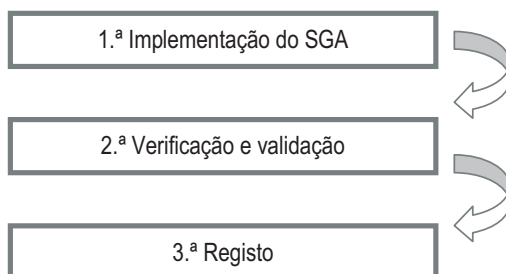 1.ª Implementação do SGA
2.ª Verificação e validação
3.ª Registo